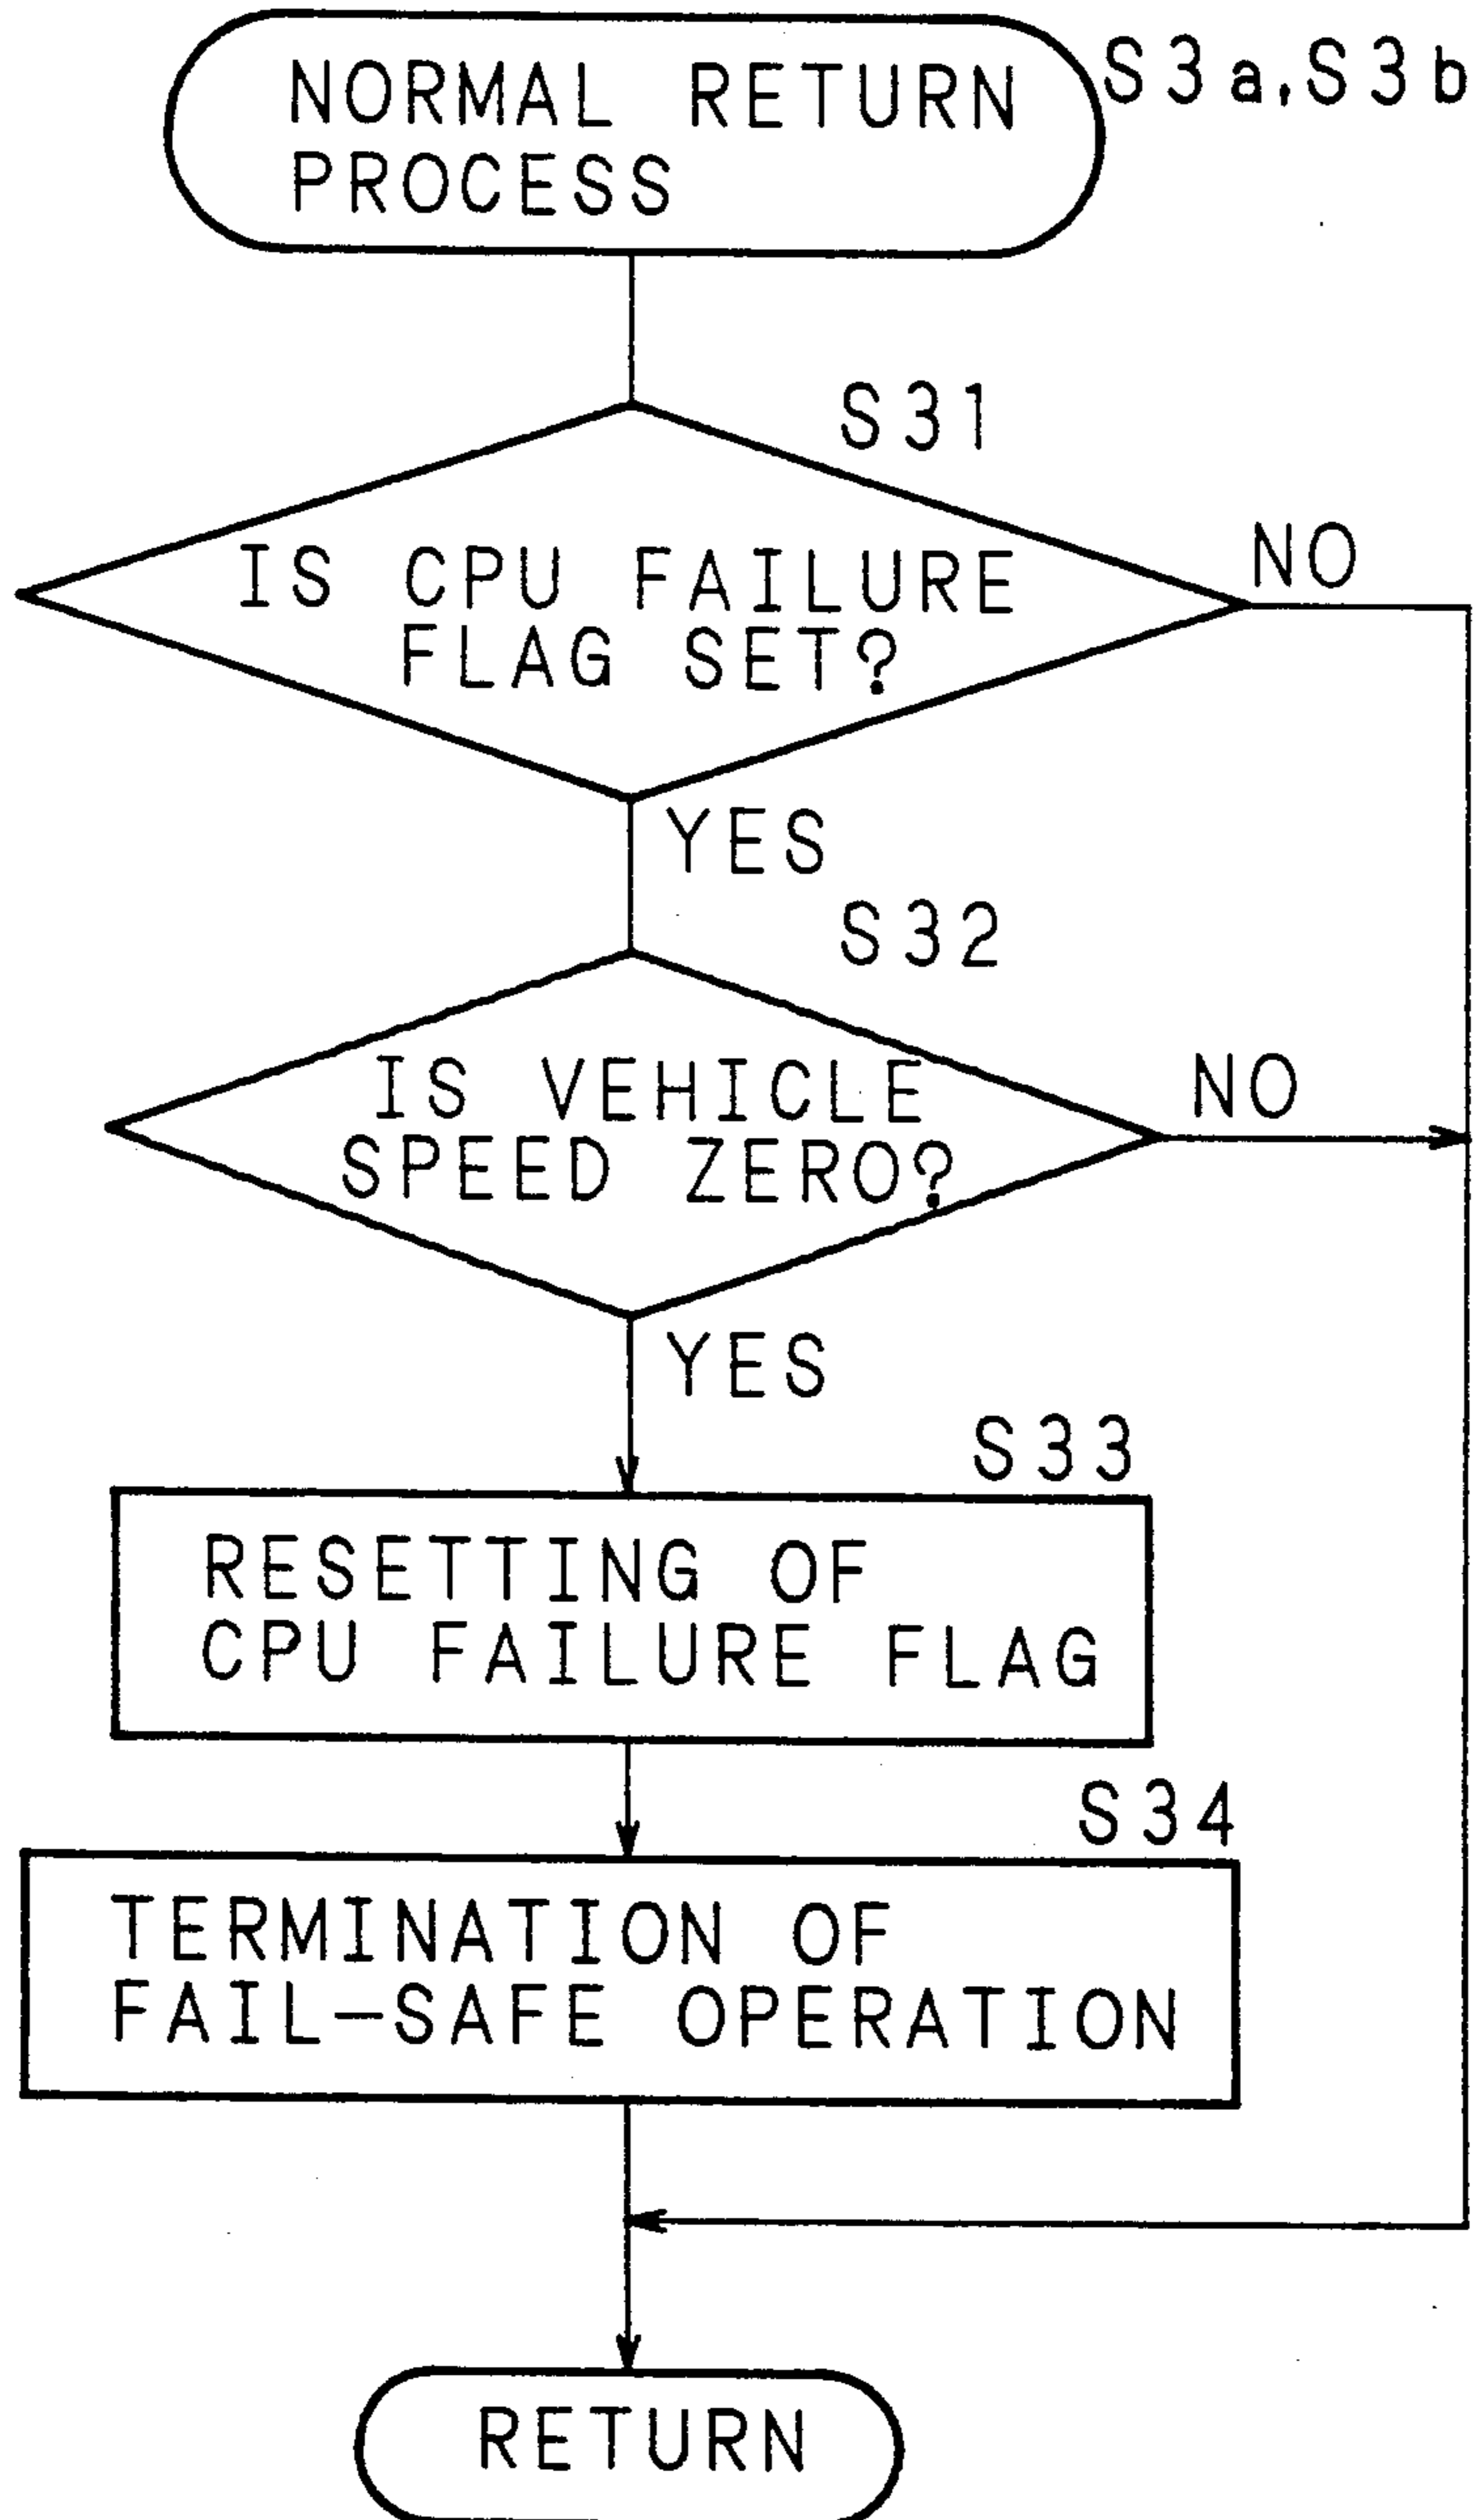 NORMAL RETURN
PROCESS
S3a,S3b
S31
IS CPU FAILURE
FLAG SET?
NO
YES
S32
IS VEHICLE
SPEED ZERO?
NO
YES
S33
RESETTING OF
CPU FAILURE FLAG
S34
TERMINATION OF
FAIL-SAFE OPERATION
RETURN